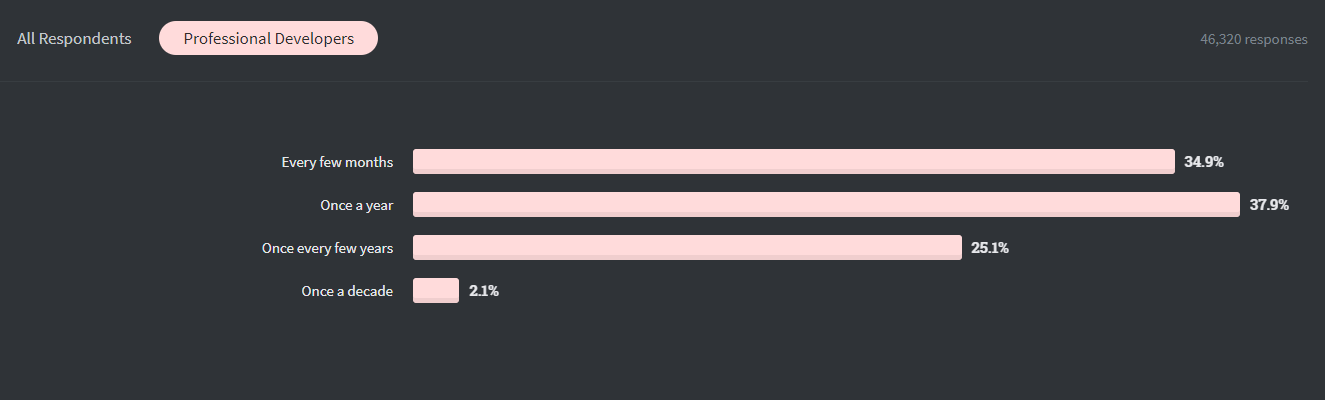 All Respondents Professional Developers 46,320 responses
Every few months 34.9%
Once a year 37.9%
Once every few years 25.1%
Once a decade 2.1%